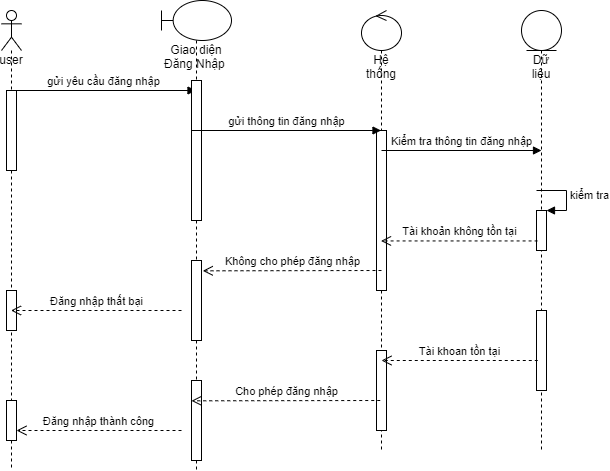 user
Giao diện
Đăng Nhập
Hệ
thống
Dữ
liêu
gửi yêu cầu đăng nhập
gửi thông tin đăng nhập
Kiểm tra thông tin đăng nhập
kiểm tra
Tài khoản không tồn tại
Không cho phép đăng nhập
Đăng nhập thất bại
Tài khoan tồn tại
Cho phép đăng nhập
Đăng nhập thành công